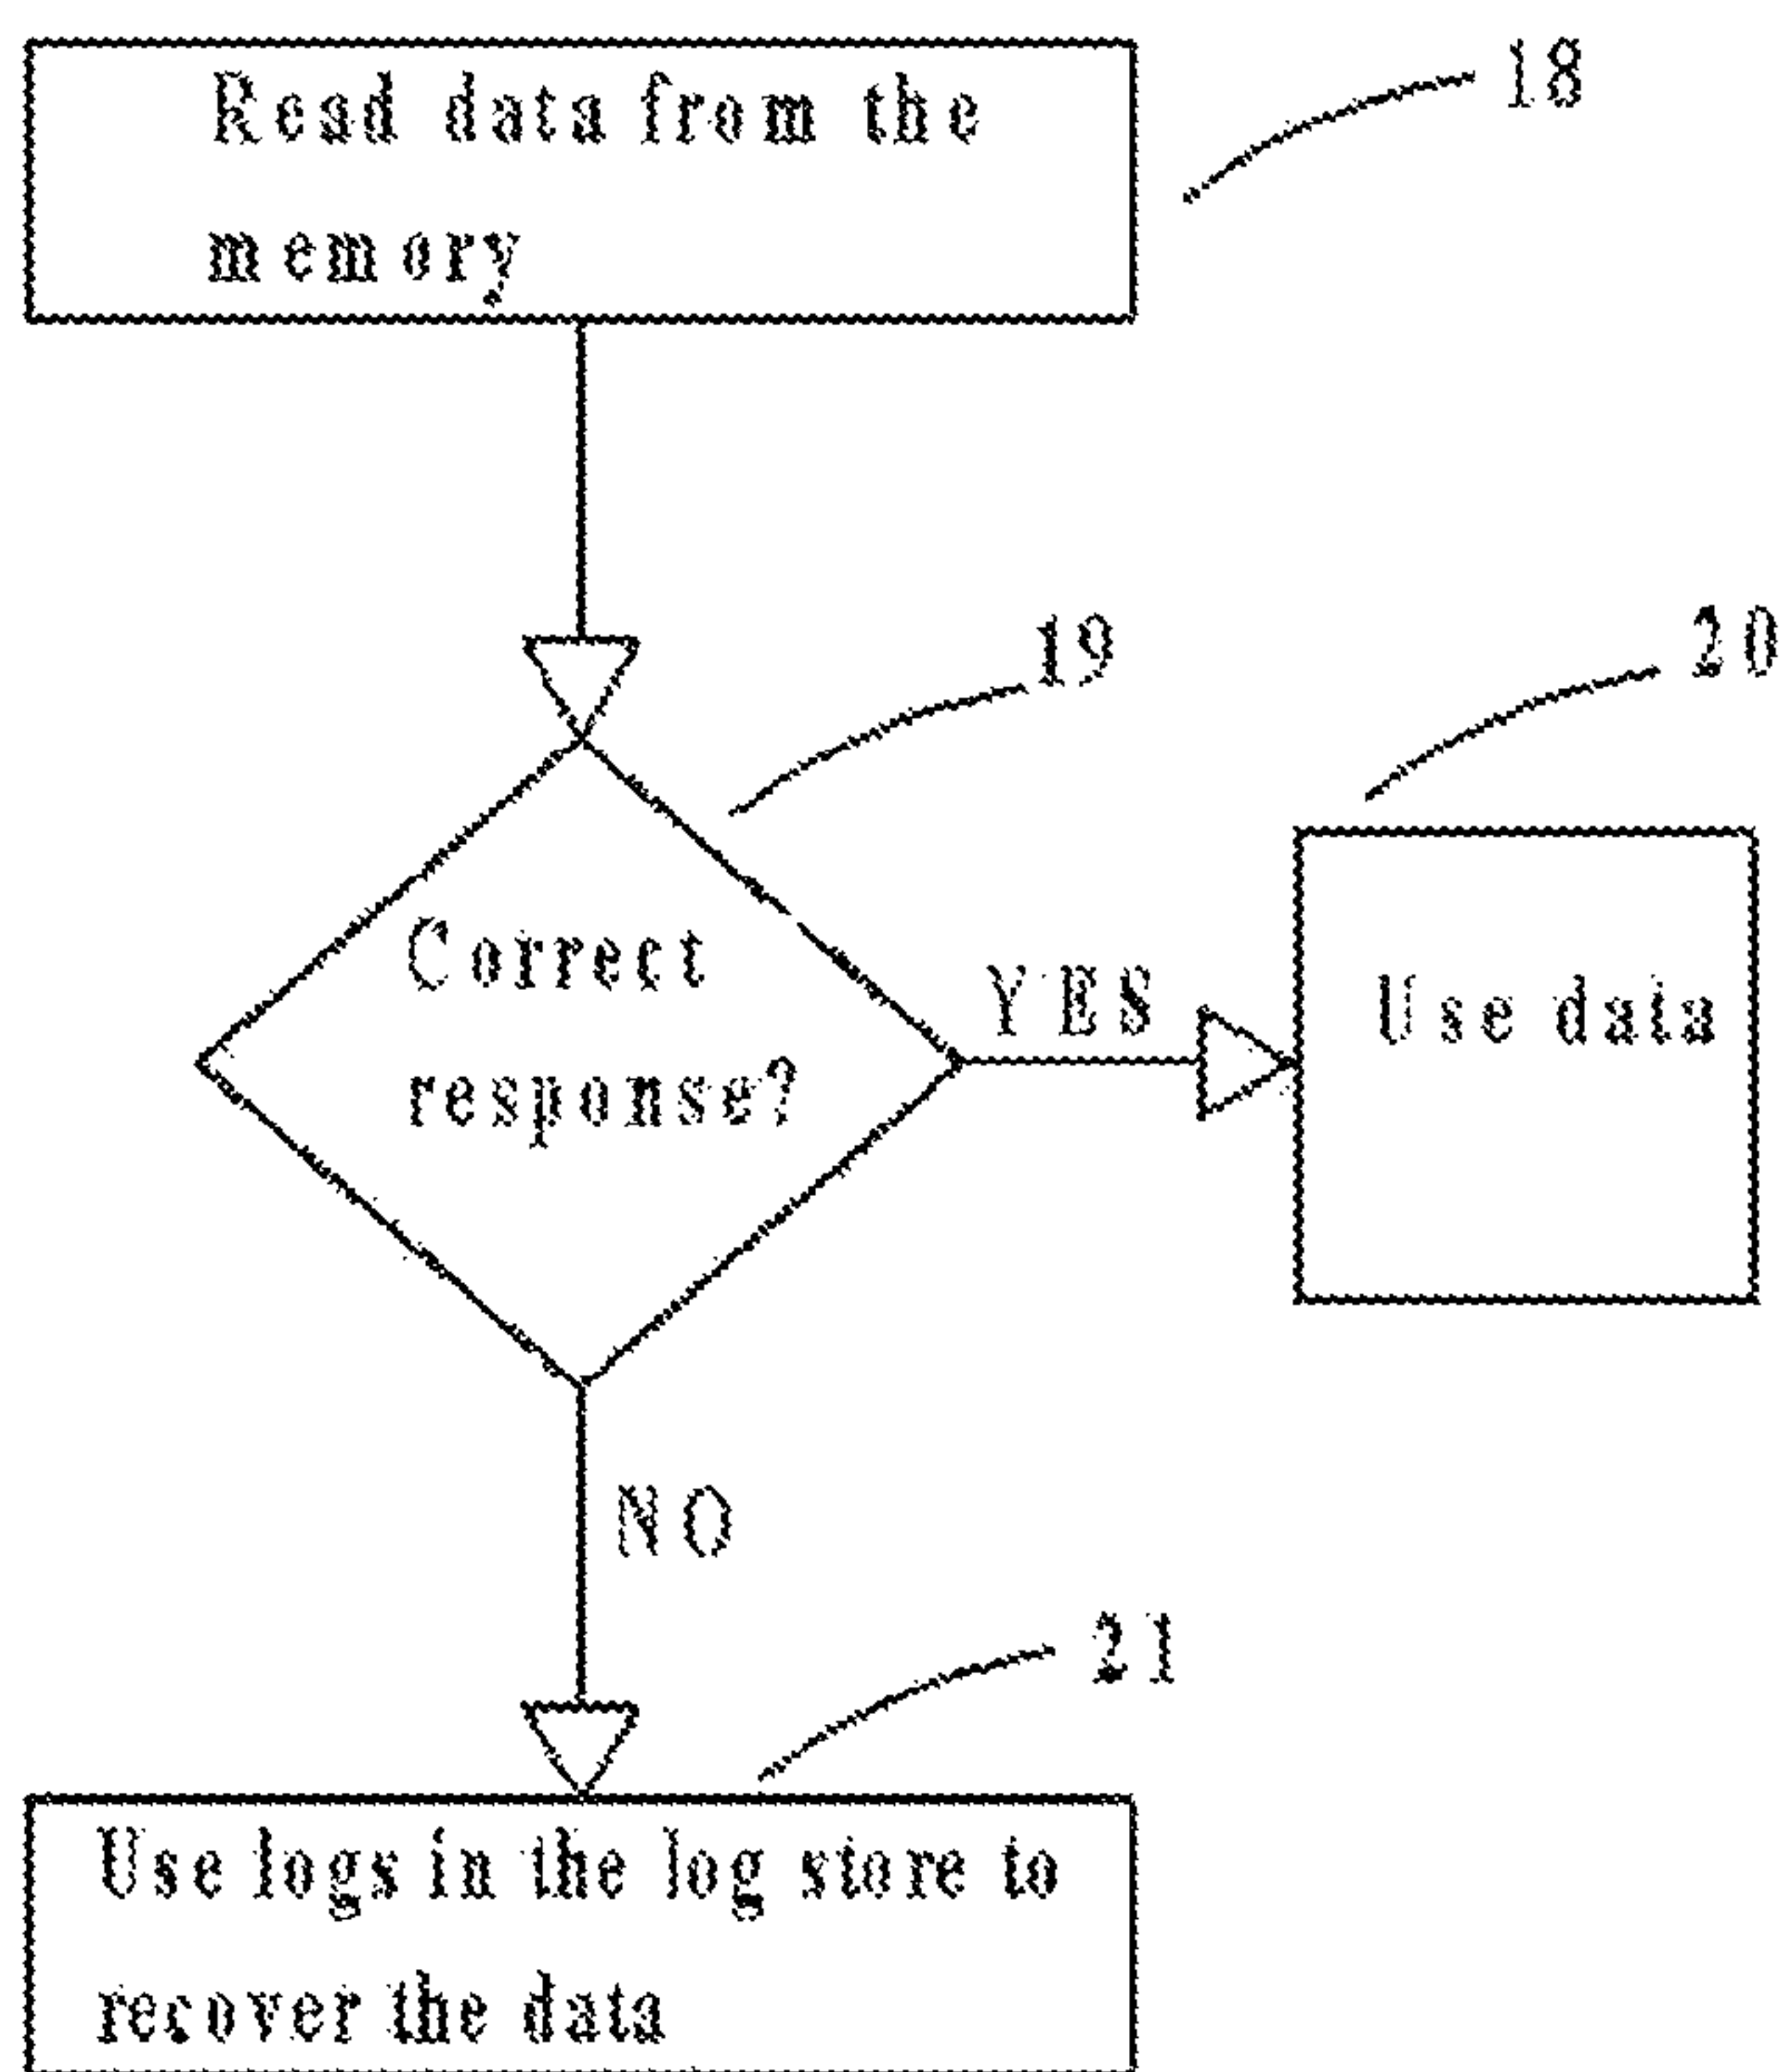 Read data from the
memory
18
19
20
Correct
response?
YES
Use data
NO
21
Use logs in the log store to
recover the data